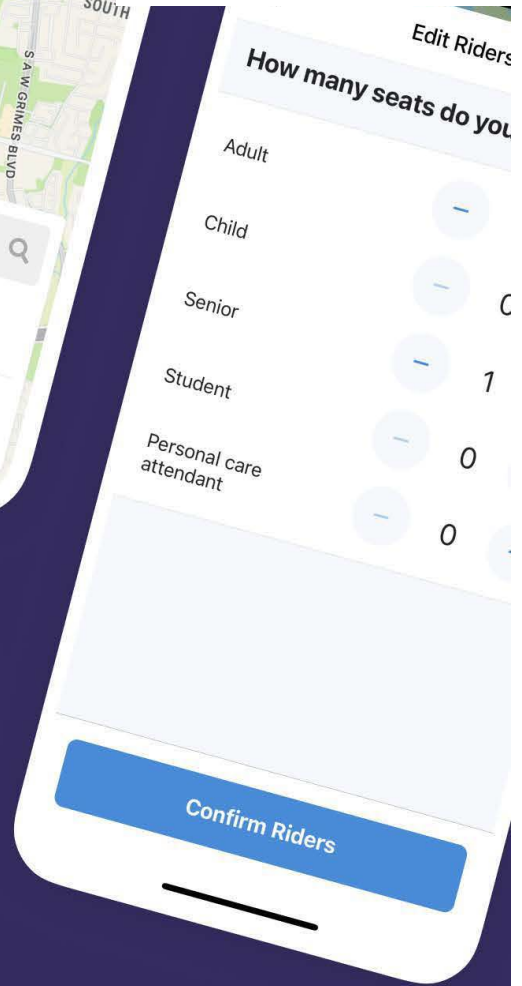 SOUTH
S A W GRIMES BLVD
Edit Riders
How many seats do you
Adult
Child
0
Senior
1
Student
0
Personal care
attendant
0
Confirm Riders